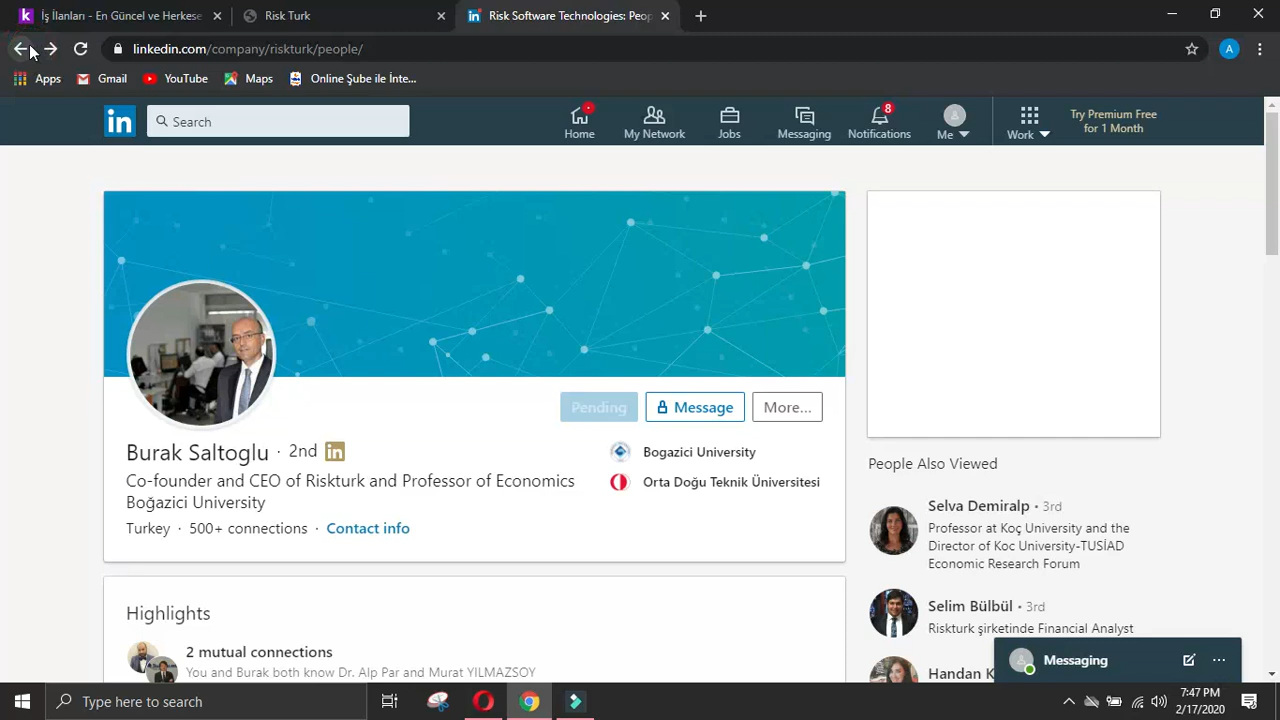 İş İlanları - En Güncel ve Herkese
Risk Turk
Risk Software Technologies: Peop
linkedin.com/company/riskturk/people/
A
Apps
Gmail
YouTube
Maps
Online Şube ile İnte...
in
Search
Home
My Network
Jobs
Messaging
8
Notifications
Me
Work
Try Premium Free
for 1 Month
Pending
Message
More...
Burak Saltoglu · 2nd in
Co-founder and CEO of Riskturk and Professor of Economics
Boğazici University
Turkey · 500+ connections · Contact info
Bogazici University
Orta Doğu Teknik Üniversitesi
Highlights
2 mutual connections
You and Burak both know Dr. Alp Par and Murat YILMAZSOY
People Also Viewed
Selva Demiralp • 3rd
Professor at Koç University and the
Director of Koc University-TUSİAD
Economic Research Forum
Selim Bülbül • 3rd
Riskturk şirketinde Financial Analyst
Handan K
Messaging
Type here to search
7:47 PM
2/17/2020